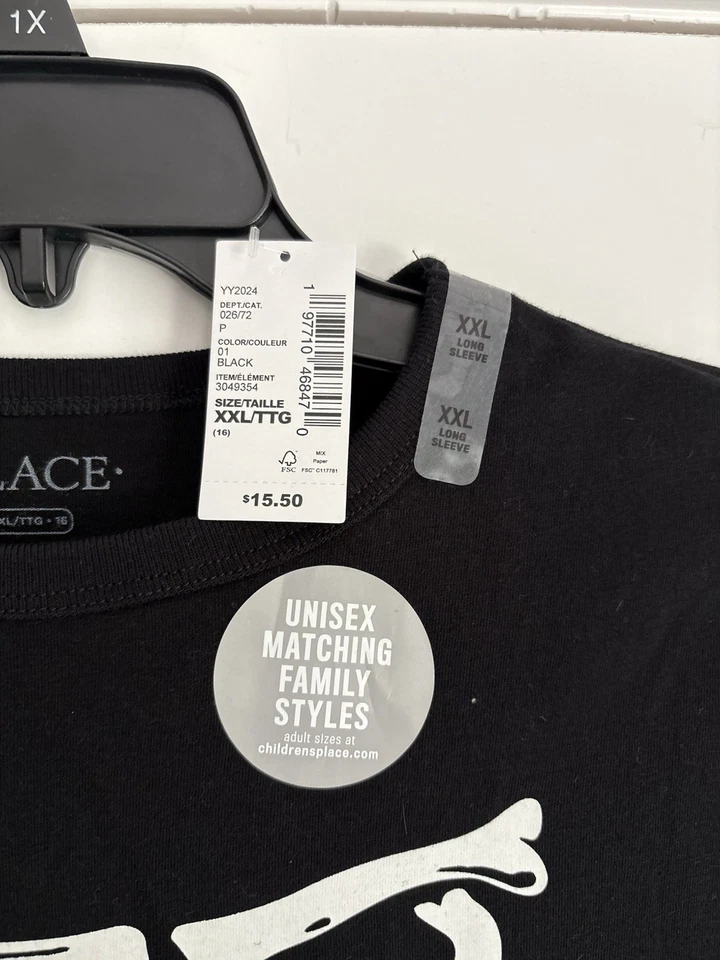 1X
YY2024
DEPT./CAT.
026/72
P
COLOR/COULEUR
01
BLACK
ITEM/ÉLÉMENT
3049354
SIZE/TAILLE
XXL/TTG
(16)
1 97710 46847 0
FSC
MIX
Paper
FSC™ C117781
$15.50
XXL
LONG
SLEEVE
XXL
LONG
SLEEVE
LACE·
XL/TTG • 16
UNISEX
MATCHING
FAMILY
STYLES
adult sizes at
childrensplace.com